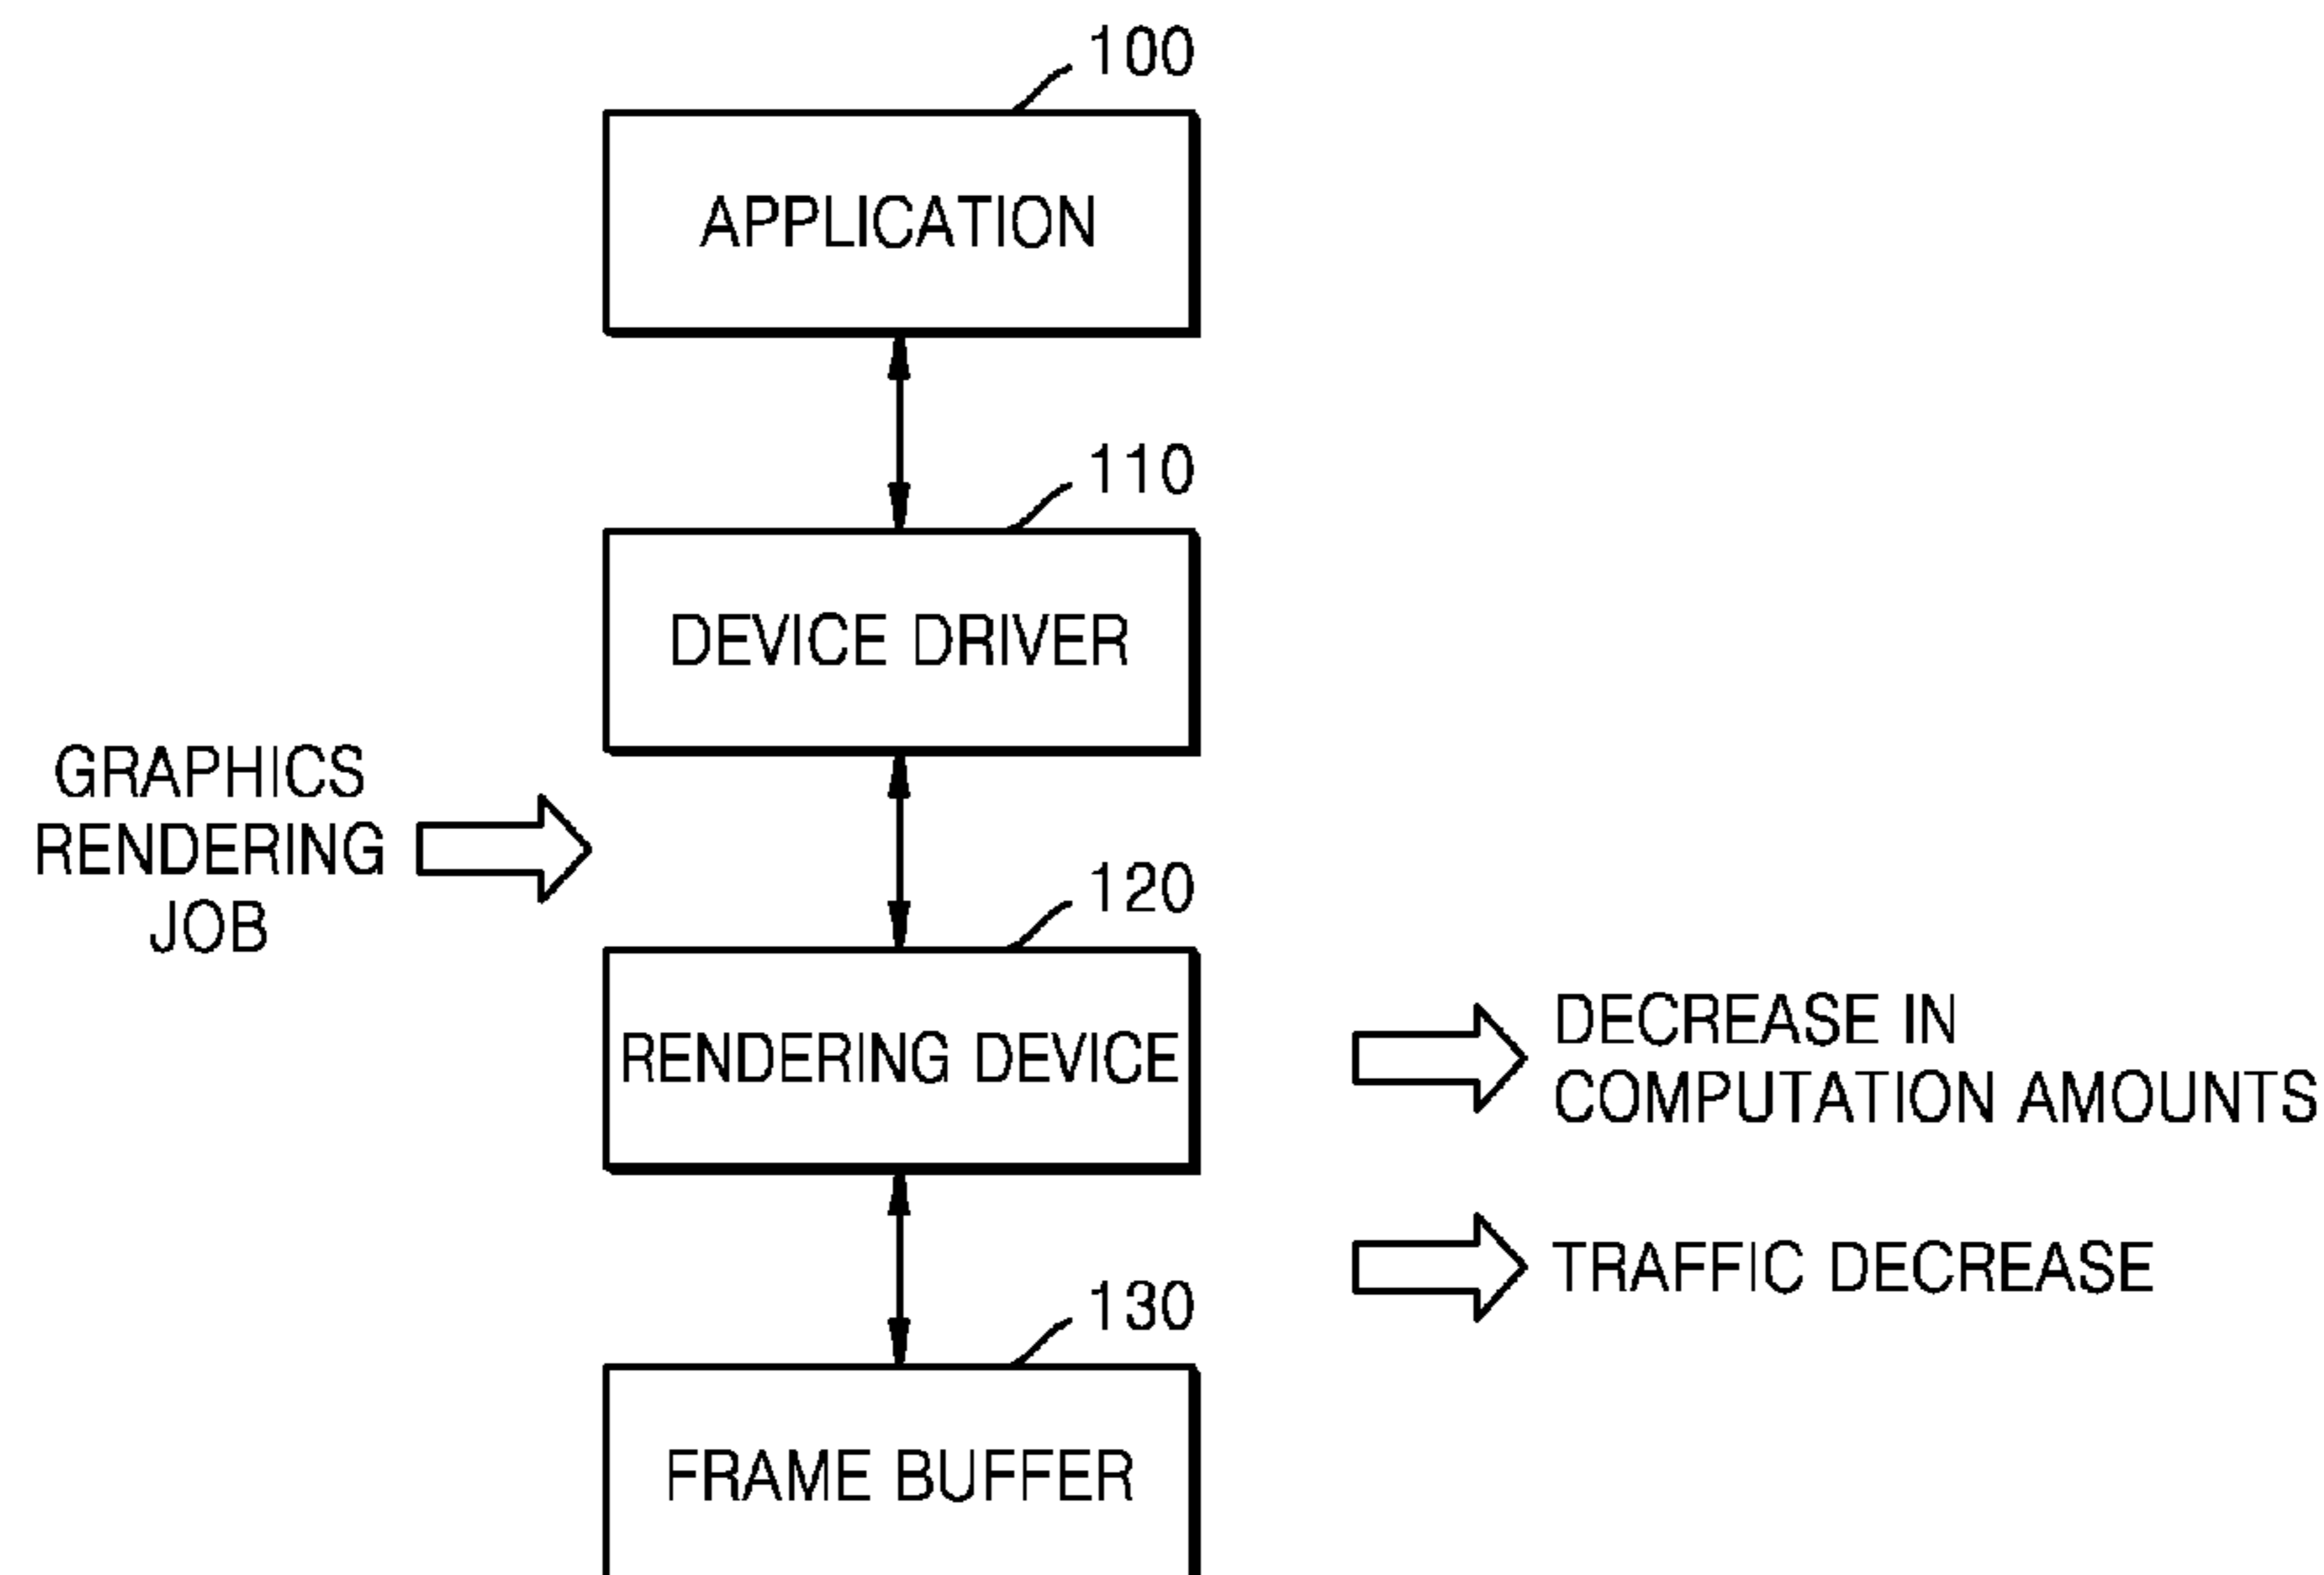 100
APPLICATION
110
DEVICE DRIVER
GRAPHICS
RENDERING
JOB
120
RENDERING DEVICE
DECREASE IN
COMPUTATION AMOUNTS
TRAFFIC DECREASE
130
FRAME BUFFER